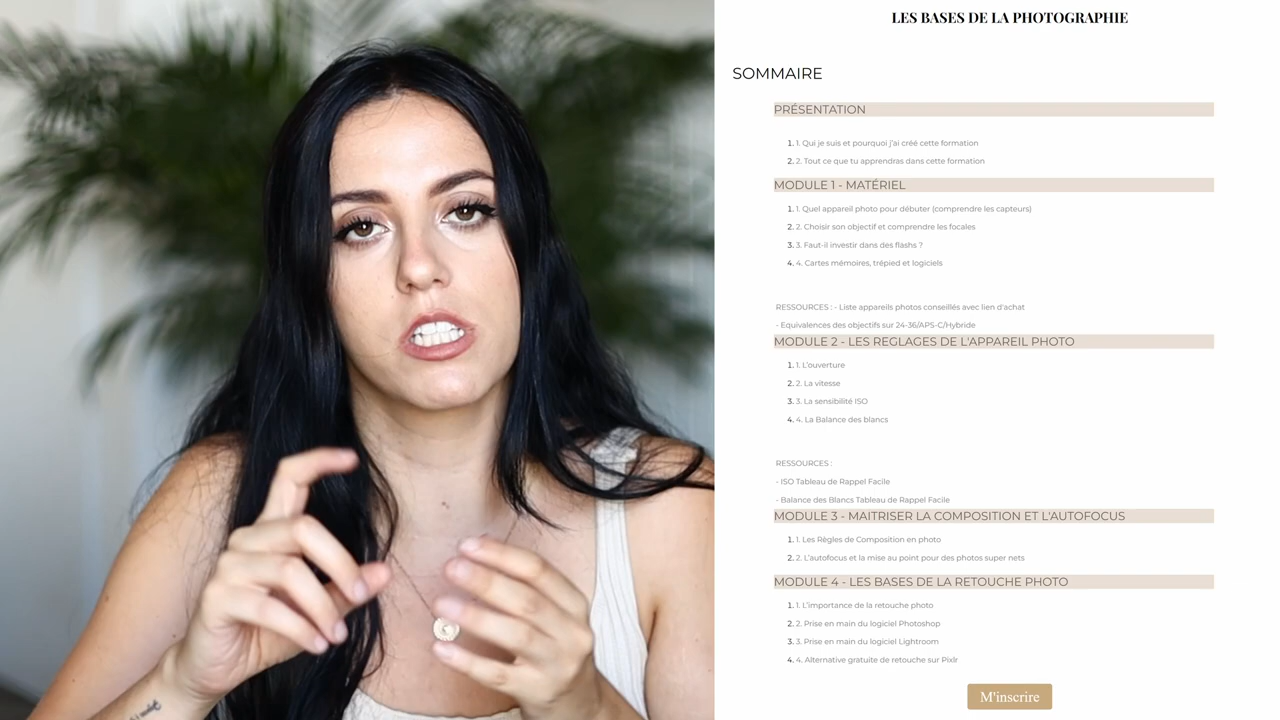 LES BASES DE LA PHOTOGRAPHIE
SOMMAIRE
PRÉSENTATION
1. 1. Qui je suis et pourquoi j'ai créé cette formation
2. 2. Tout ce que tu apprendras dans cette formation
MODULE 1 - MATÉRIEL
1. 1. Quel appareil photo pour débuter (comprendre les capteurs)
2. 2. Choisir son objectif et comprendre les focales
3. 3. Faut-il investir dans des flashs ?
4. 4. Cartes mémoires, trépied et logiciels
RESSOURCES : - Liste appareils photos conseillés avec lien d'achat
- Equivalences des objectifs sur 24-36/APS-C/Hybride
MODULE 2 - LES REGLAGES DE L'APPAREIL PHOTO
1. 1. L'ouverture
2. 2. La vitesse
3. 3. La sensibilité ISO
4. 4. La Balance des blancs
RESSOURCES :
- ISO Tableau de Rappel Facile
- Balance des Blancs Tableau de Rappel Facile
MODULE 3 - MAITRISER LA COMPOSITION ET L'AUTOFOCUS
1. 1. Les Règles de Composition en photo
2. 2. L'autofocus et la mise au point pour des photos super nets
MODULE 4 - LES BASES DE LA RETOUCHE PHOTO
1. 1. L'importance de la retouche photo
2. 2. Prise en main du logiciel Photoshop
3. 3. Prise en main du logiciel Lightroom
4. 4. Alternative gratuite de retouche sur Pixlr
M'inscrire